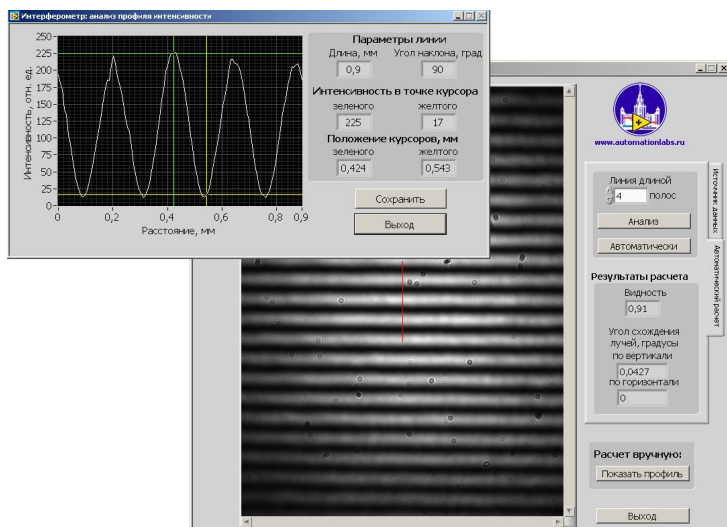 Интерферометр: анализ профиля интенсивности
Интенсивность, отн. ед.
250
225
200
175
150
125
100
75
50
25
0
0 0,2 0,4 0,6 0,8 0,9
Расстояние, мм
Параметры линии
Длина, мм Угол наклона, град
0,9 90
Интенсивность в точке курсора
зеленого желтого
225 17
Положение курсоров, мм
зеленого желтого
0,424 0,543
Сохранить
Выход
www.automationlabs.ru
Источник данных
Автоматический расчет
Линия длиной
4 полос
Анализ
Автоматически
Результаты расчета
Видность
0,91
Угол схождения
лучей, градусы
по вертикали
0,0427
по горизонтали
0
Расчет вручную:
Показать профиль
Выход